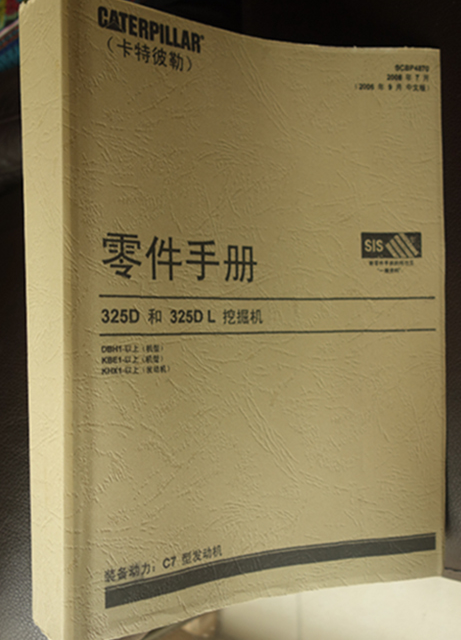 CATERPILLAR®
（卡特彼勒）
2008 年 7 月
（2008 年 9 月 中文版）
零件手册
SIS
325D 和 325D L 挖掘机
DBH1-以上（机型）
KBE1-以上（机型）
KHX1-以上（发动机）
装备动力：C7 型发动机